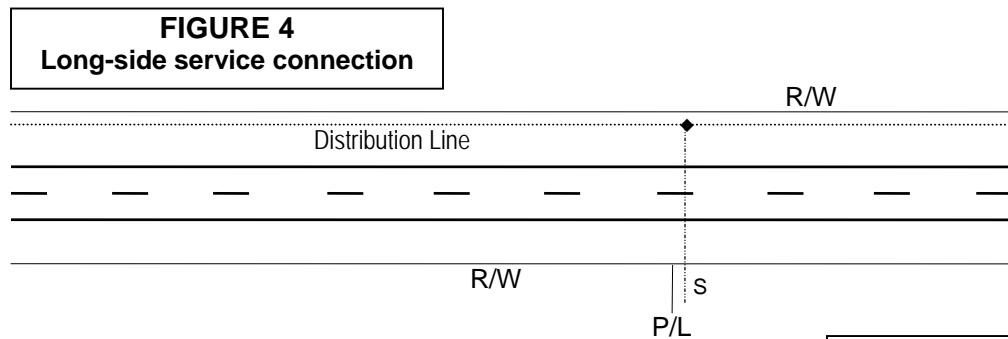 FIGURE 4
Long-side service connection
R/W
Distribution Line
R/W
S
P/L